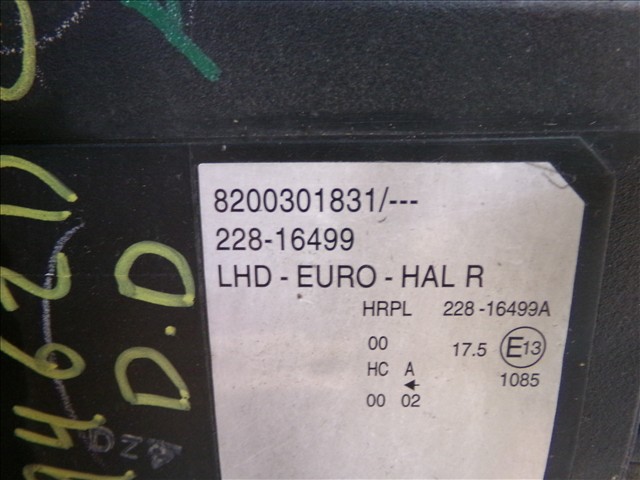 8200301831/---
228-16499
LHD - EURO - HAL R
HRPL 228-16499A
00 17.5 E13
HC A 1085
00 02
D.D